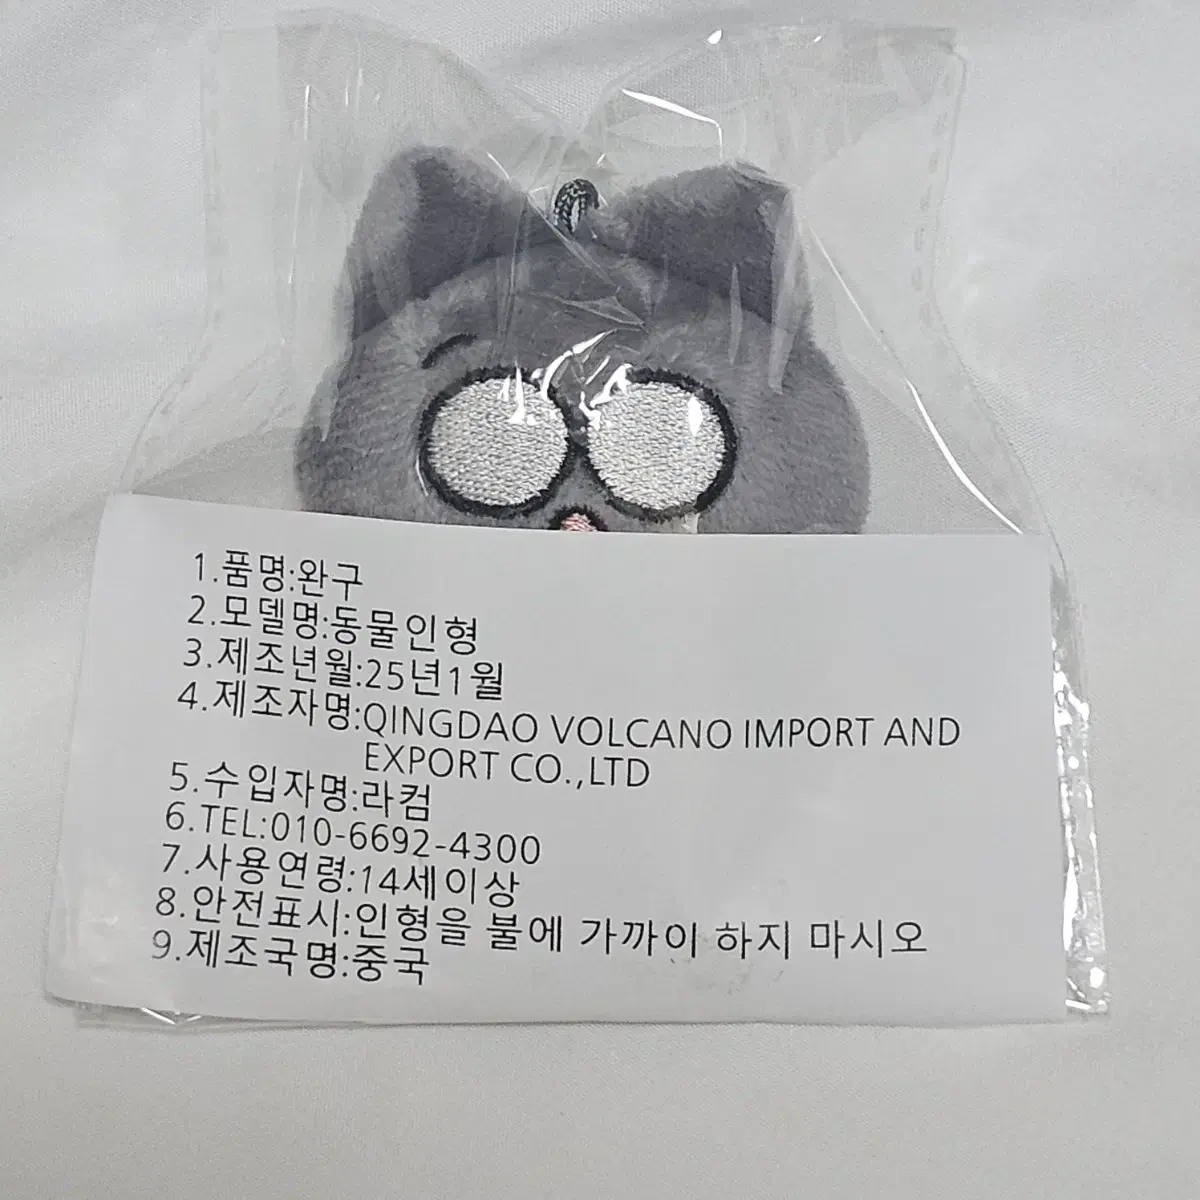 1.품명:완구
2.모델명:동물인형
3.제조년월:25년1월
4.제조자명:QINGDAO VOLCANO IMPORT AND
EXPORT CO.,LTD
5.수입자명:라컴
6.TEL:010-6692-4300
7.사용연령:14세이상
8.안전표시:인형을 불에 가까이 하지 마시오
9.제조국명:중국